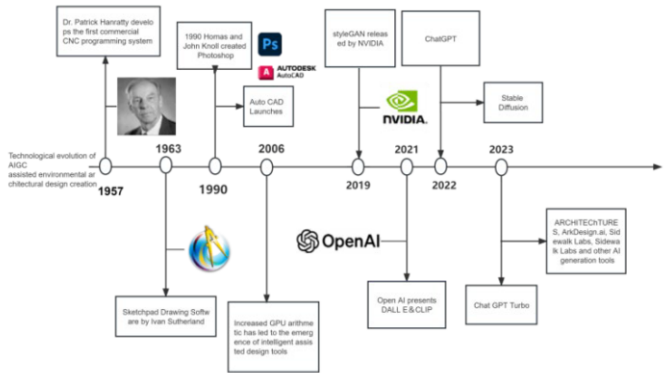 Dr. Patrick Hanratty develo
ps the first commercial
CNC programming system
1990 Homas and
John Knoll created
Photoshop
Ps
A AUTODESK
AutoCAD
Auto CAD
Launches
styleGAN releas
ed by NVIDIA
NVIDIA.
ChatGPT
Stable
Diffusion
Technological evolution of
AIGC
assisted environmental ar
chitectural design creation
1957
1963
1990
2006
2019
2021
2022
2023
Sketchpad Drawing Softw
are by Ivan Sutherland
Increased GPU arithme
tic has led to the emerg
ence of intelligent assis
ted design tools
OpenAI
Open AI presents
DALL E&CLIP
ARCHITEChTURE
S, ArkDesign.ai, Sid
ewalk Labs, Sidewa
lk Labs and other AI
generation tools
Chat GPT Turbo